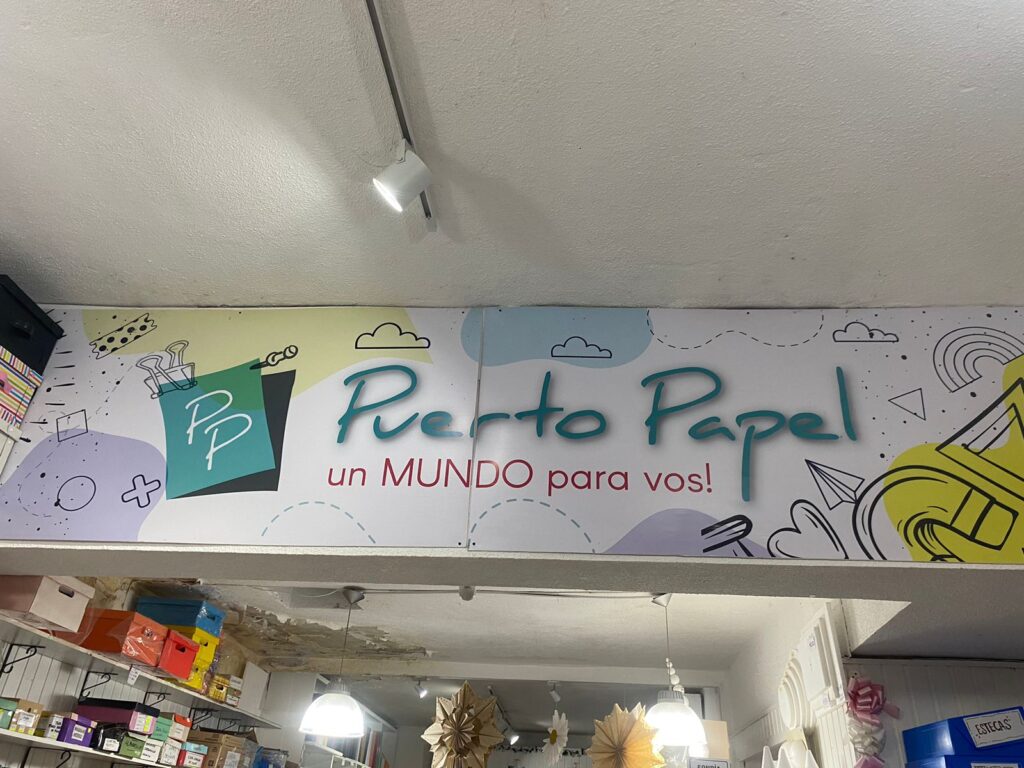 PP
Puerto Papel
un MUNDO para vos!
ESTECAS